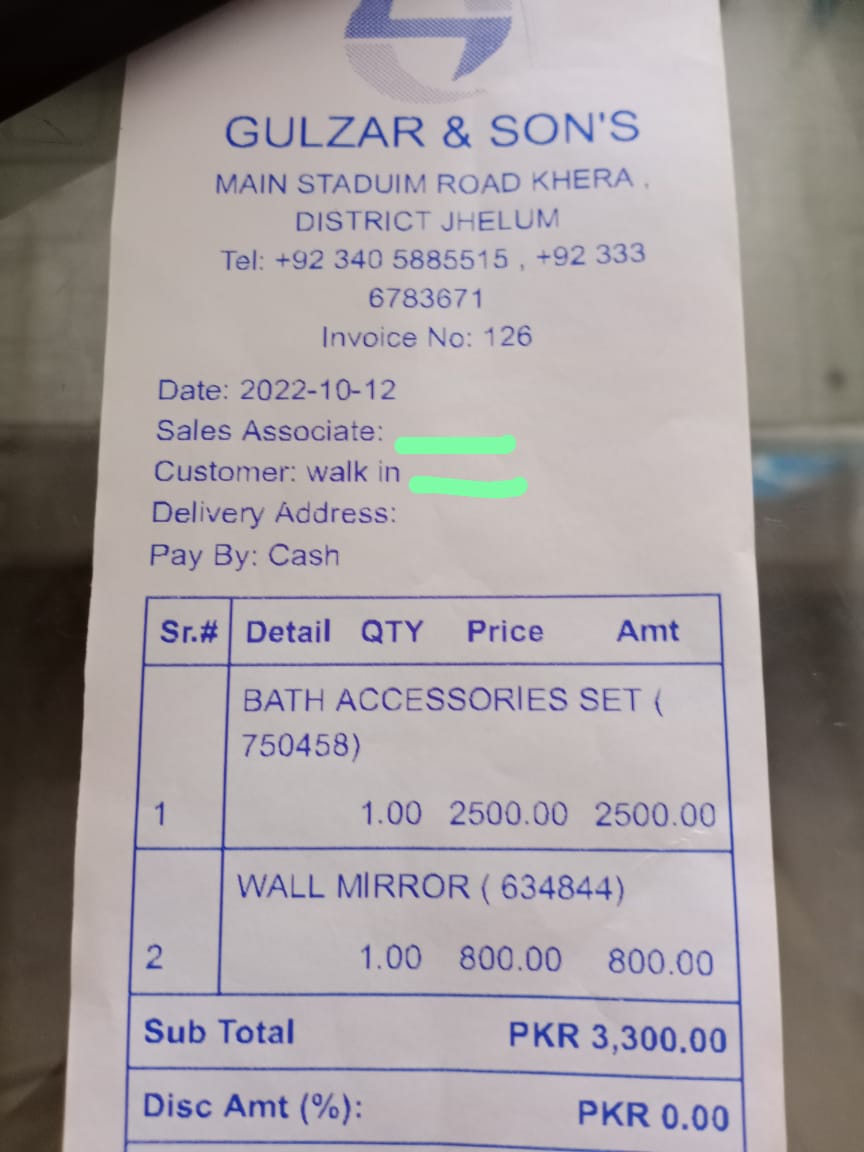 GULZAR & SON'S
MAIN STADUIM ROAD KHERA ,
DISTRICT JHELUM
Tel: +92 340 5885515 , +92 333
6783671
Invoice No: 126
Date: 2022-10-12
Sales Associate:
Customer: walk in
Delivery Address:
Pay By: Cash
Sr.# Detail QTY Price Amt
BATH ACCESSORIES SET (
750458)
1 1.00 2500.00 2500.00
WALL MIRROR ( 634844)
2 1.00 800.00 800.00
Sub Total PKR 3,300.00
Disc Amt (%): PKR 0.00